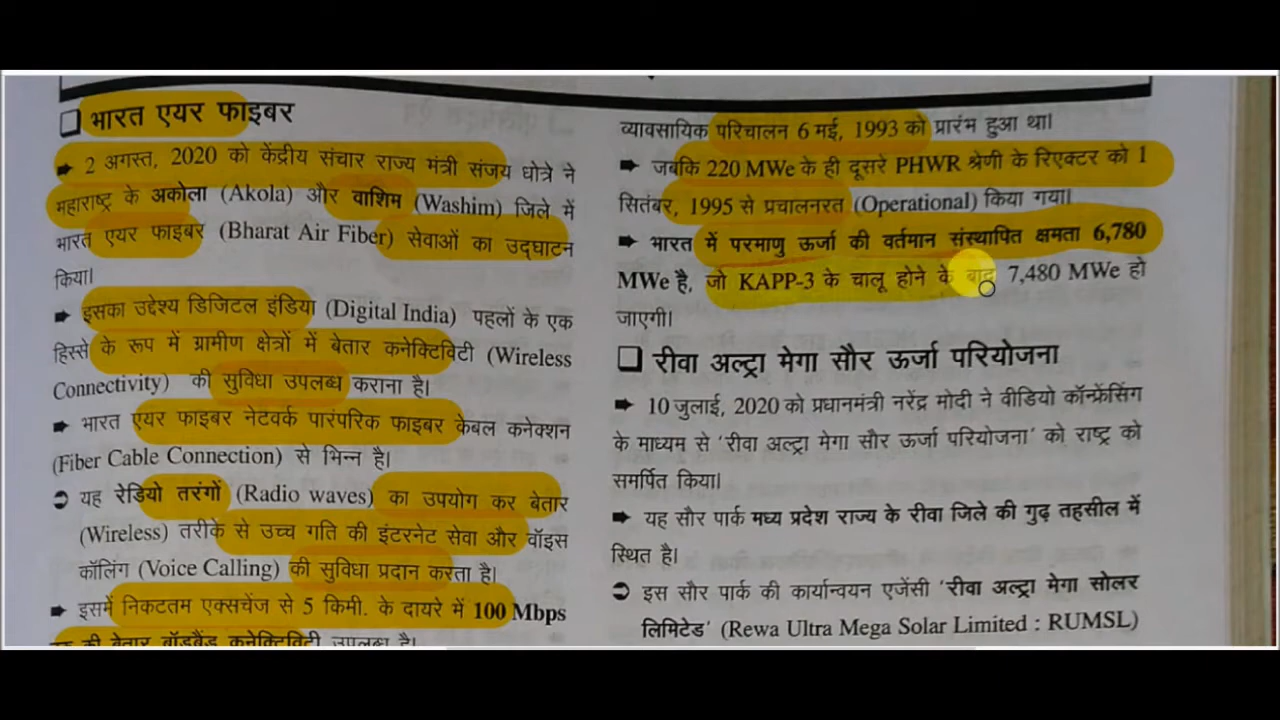 ❑ भारत एयर फाइबर
➨ 2 अगस्त, 2020 को केंद्रीय संचार राज्य मंत्री संजय धोत्रे ने
महाराष्ट्र के अकोला (Akola) और वाशिम (Washim) जिले में
भारत एयर फाइबर (Bharat Air Fiber) सेवाओं का उद्घाटन
किया।
➨ इसका उद्देश्य डिजिटल इंडिया (Digital India) पहलों के एक
हिस्से के रूप में ग्रामीण क्षेत्रों में बेतार कनेक्टिविटी (Wireless
Connectivity) की सुविधा उपलब्ध कराना है।
➨ भारत एयर फाइबर नेटवर्क पारंपरिक फाइबर केबल कनेक्शन
(Fiber Cable Connection) से भिन्न है।
➲ यह रेडियो तरंगों (Radio waves) का उपयोग कर बेतार
(Wireless) तरीके से उच्च गति की इंटरनेट सेवा और वॉइस
कॉलिंग (Voice Calling) की सुविधा प्रदान करता है।
➨ इसमें निकटतम एक्सचेंज से 5 किमी. के दायरे में 100 Mbps
की बेतार बॉडबैंड कनेक्टिविटी उपलब्ध है।
व्यावसायिक परिचालन 6 मई, 1993 को प्रारंभ हुआ था।
➨ जबकि 220 MWe के ही दूसरे PHWR श्रेणी के रिएक्टर को 1
सितंबर, 1995 से प्रचालनरत (Operational) किया गया।
➨ भारत में परमाणु ऊर्जा की वर्तमान संस्थापित क्षमता 6,780
MWe है, जो KAPP-3 के चालू होने के बाद 7,480 MWe हो
जाएगी।
❑ रीवा अल्ट्रा मेगा सौर ऊर्जा परियोजना
➨ 10 जुलाई, 2020 को प्रधानमंत्री नरेंद्र मोदी ने वीडियो कॉन्फ्रेंसिंग
के माध्यम से ‘रीवा अल्ट्रा मेगा सौर ऊर्जा परियोजना’ को राष्ट्र को
समर्पित किया।
➨ यह सौर पार्क मध्य प्रदेश राज्य के रीवा जिले की गुढ़ तहसील में
स्थित है।
➲ इस सौर पार्क की कार्यान्वयन एजेंसी ‘रीवा अल्ट्रा मेगा सोलर
लिमिटेड’ (Rewa Ultra Mega Solar Limited : RUMSL)